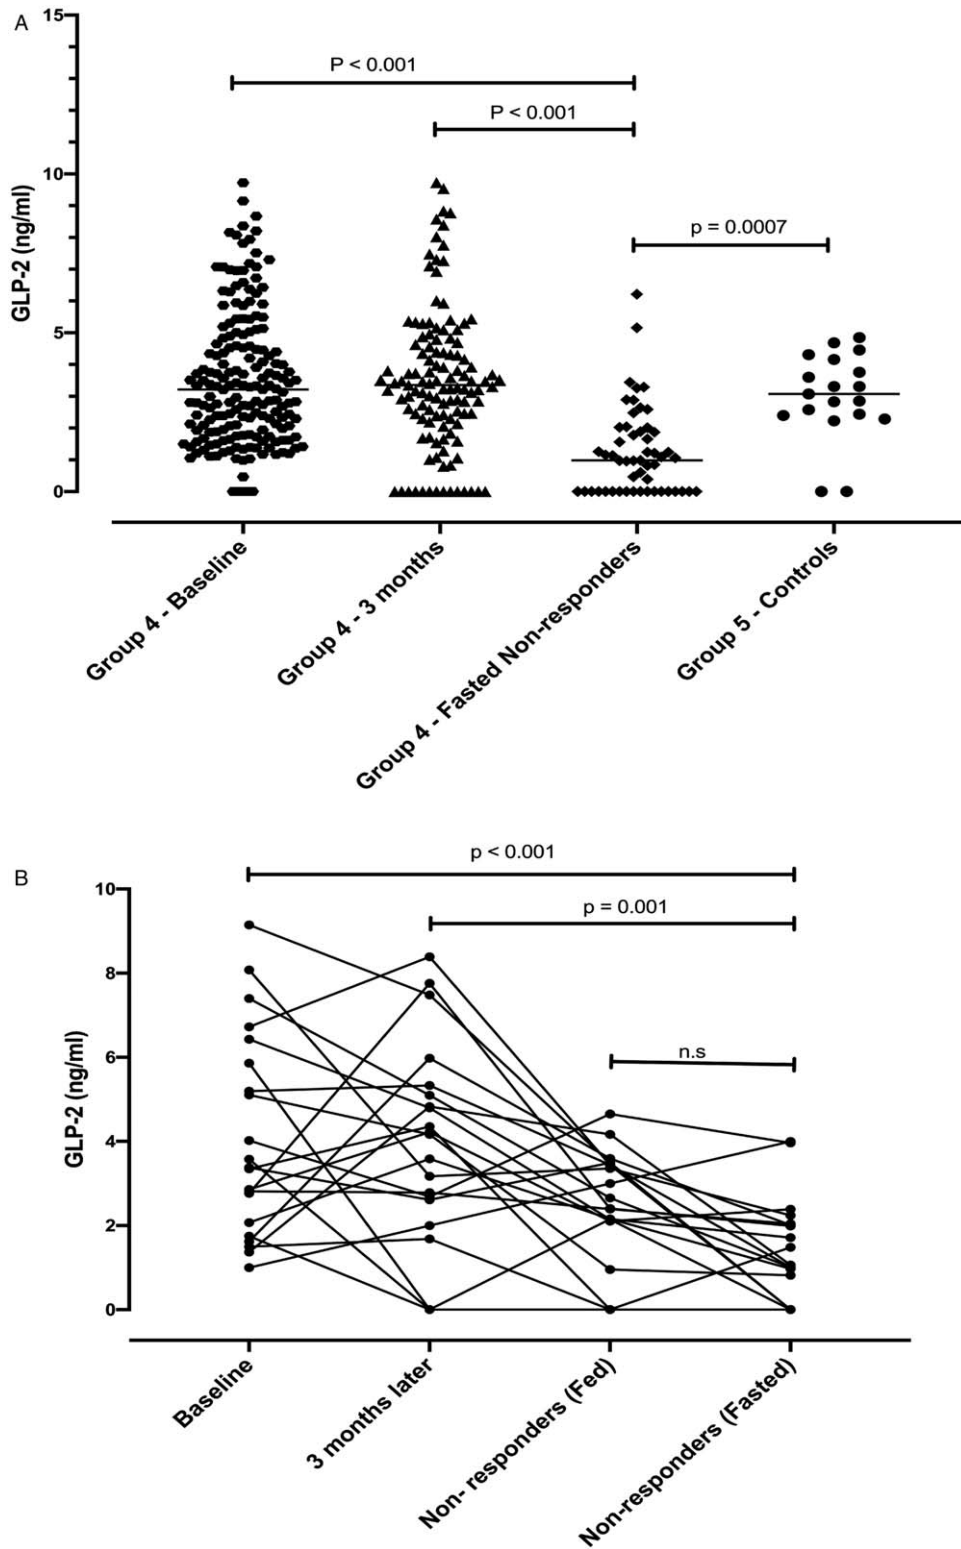 A
15
P < 0.001
P < 0.001
10
p = 0.0007
GLP-2 (ng/ml)
5
0
Group 4 - Baseline
Group 4 - 3 months
Group 4 - Fasted Non-responders
Group 5 - Controls
B
p < 0.001
10
p = 0.001
8
6
n.s
GLP-2 (ng/ml)
4
2
0
Baseline
3 months later
Non- responders (Fed)
Non-responders (Fasted)